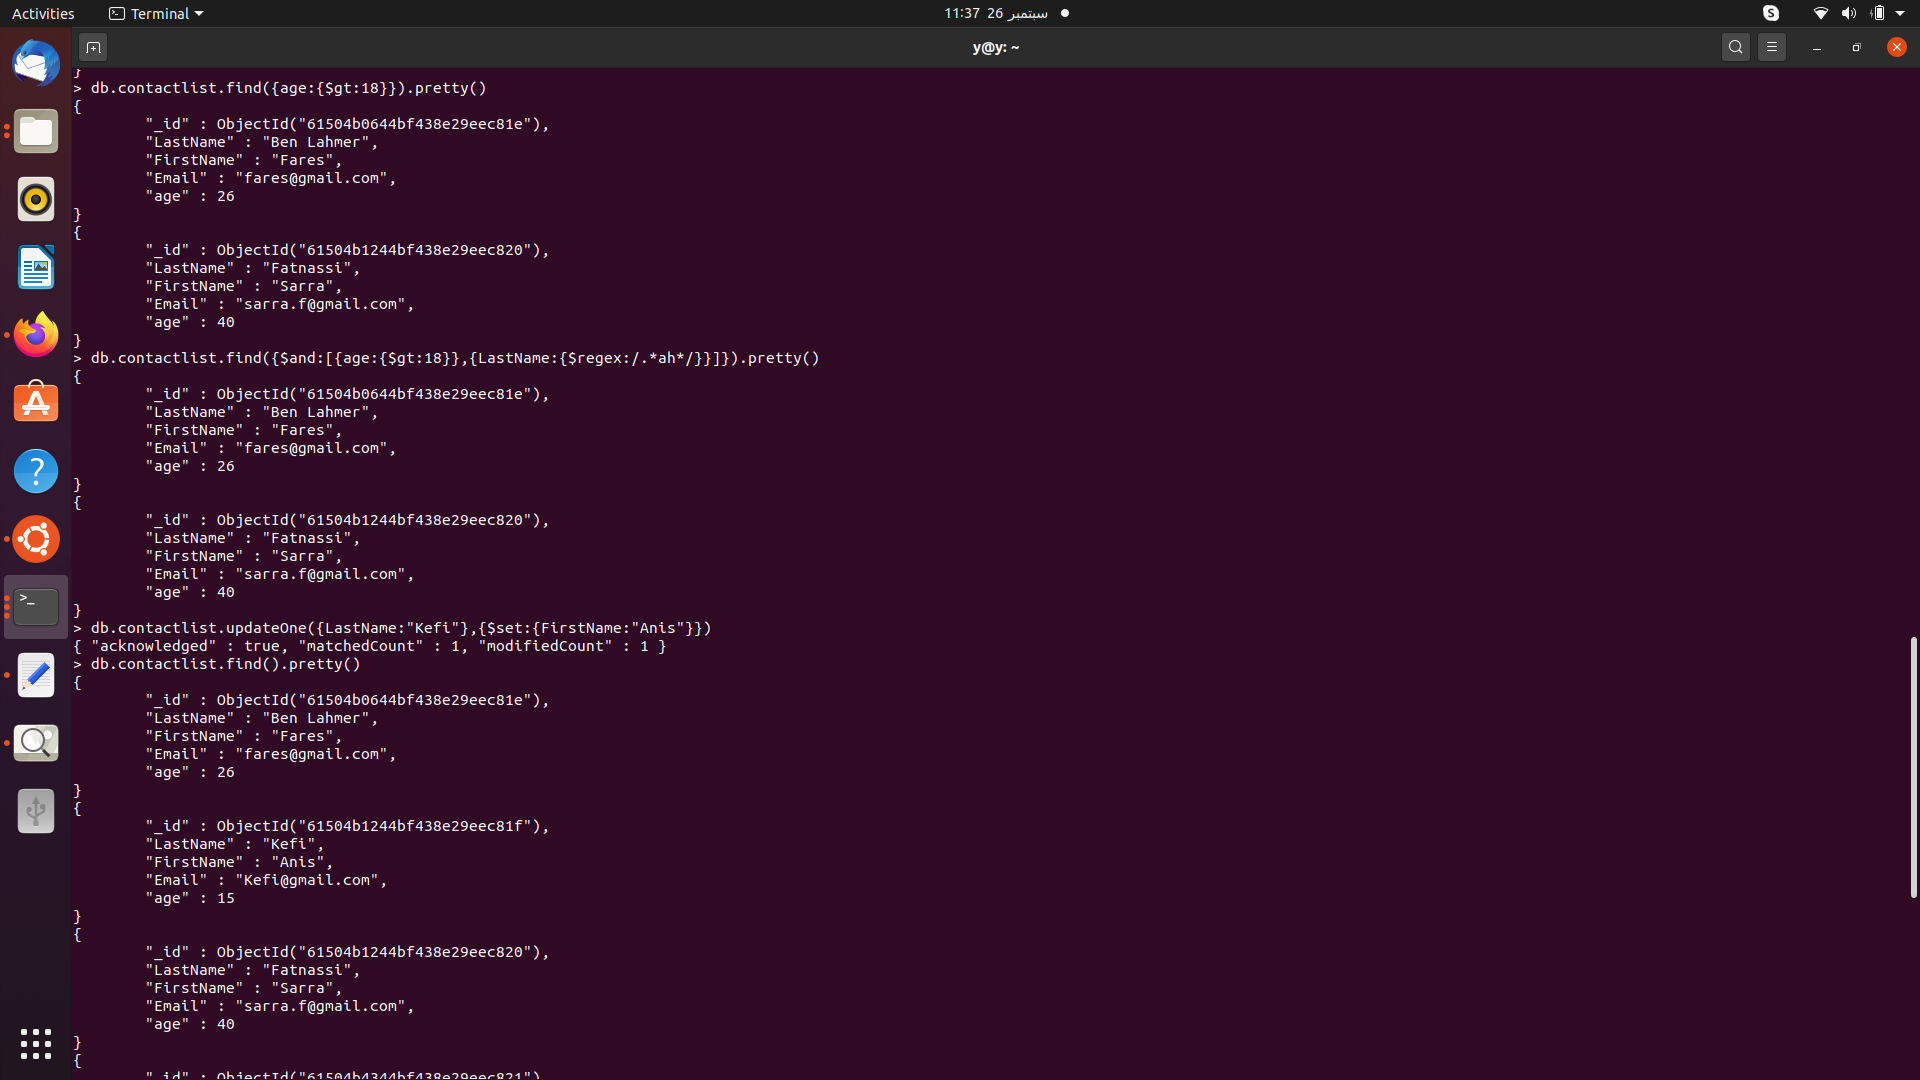 Activities
Terminal
سبتمبر 26  11:37
y@y: ~
}
> db.contactlist.find({age:{$gt:18}}).pretty()
{
"_id" : ObjectId("61504b0644bf438e29eec81e"),
"LastName" : "Ben Lahmer",
"FirstName" : "Fares",
"Email" : "fares@gmail.com",
"age" : 26
}
{
"_id" : ObjectId("61504b1244bf438e29eec820"),
"LastName" : "Fatnassi",
"FirstName" : "Sarra",
"Email" : "sarra.f@gmail.com",
"age" : 40
}
> db.contactlist.find({$and:[{age:{$gt:18}},{LastName:{$regex:/.*ah*/}}]}).pretty()
{
"_id" : ObjectId("61504b0644bf438e29eec81e"),
"LastName" : "Ben Lahmer",
"FirstName" : "Fares",
"Email" : "fares@gmail.com",
"age" : 26
}
{
"_id" : ObjectId("61504b1244bf438e29eec820"),
"LastName" : "Fatnassi",
"FirstName" : "Sarra",
"Email" : "sarra.f@gmail.com",
"age" : 40
}
> db.contactlist.updateOne({LastName:"Kefi"},{$set:{FirstName:"Anis"}})
{ "acknowledged" : true, "matchedCount" : 1, "modifiedCount" : 1 }
> db.contactlist.find().pretty()
{
"_id" : ObjectId("61504b0644bf438e29eec81e"),
"LastName" : "Ben Lahmer",
"FirstName" : "Fares",
"Email" : "fares@gmail.com",
"age" : 26
}
{
"_id" : ObjectId("61504b1244bf438e29eec81f"),
"LastName" : "Kefi",
"FirstName" : "Anis",
"Email" : "Kefi@gmail.com",
"age" : 15
}
{
"_id" : ObjectId("61504b1244bf438e29eec820"),
"LastName" : "Fatnassi",
"FirstName" : "Sarra",
"Email" : "sarra.f@gmail.com",
"age" : 40
}
{
"_id" : ObjectId("61504b4344bf438e29eec821")